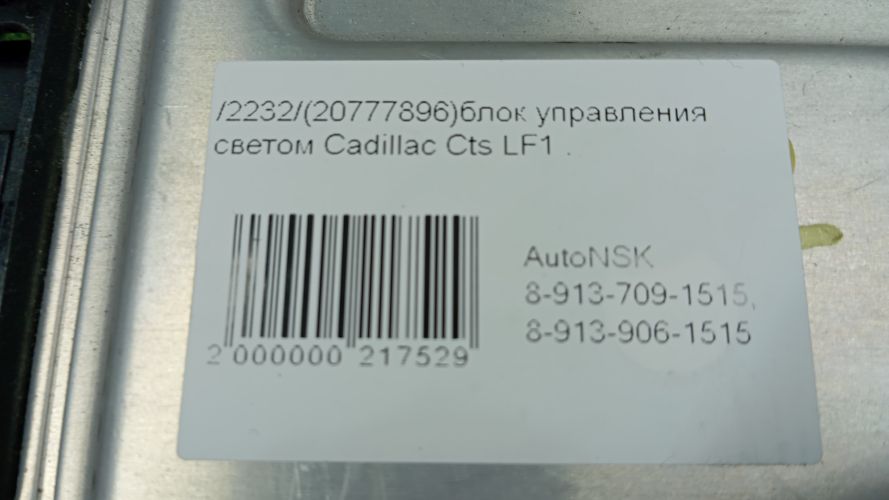 /2232/(20777896)блок управления
светом Cadillac Cts LF1 .
AutoNSK
8-913-709-1515,
8-913-906-1515
2 000000 217529